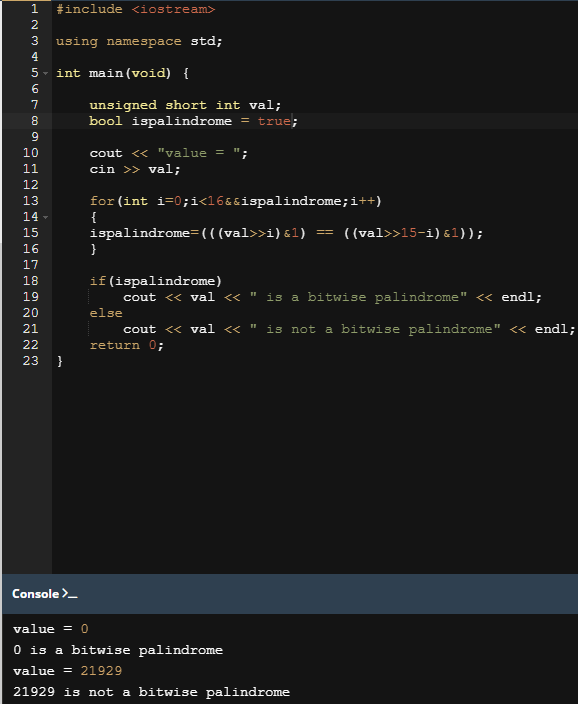 1 #include <iostream>
2
3 using namespace std;
4
5 int main(void) {
6
7     unsigned short int val;
8     bool ispalindrome = true;
9
10     cout << "value = ";
11     cin >> val;
12
13     for(int i=0;i<16&&ispalindrome;i++)
14     {
15     ispalindrome=(((val>>i)&1) == ((val>>15-i)&1));
16     }
17
18     if(ispalindrome)
19         cout << val << " is a bitwise palindrome" << endl;
20     else
21         cout << val << " is not a bitwise palindrome" << endl;
22     return 0;
23 }
Console >_
value = 0
0 is a bitwise palindrome
value = 21929
21929 is not a bitwise palindrome